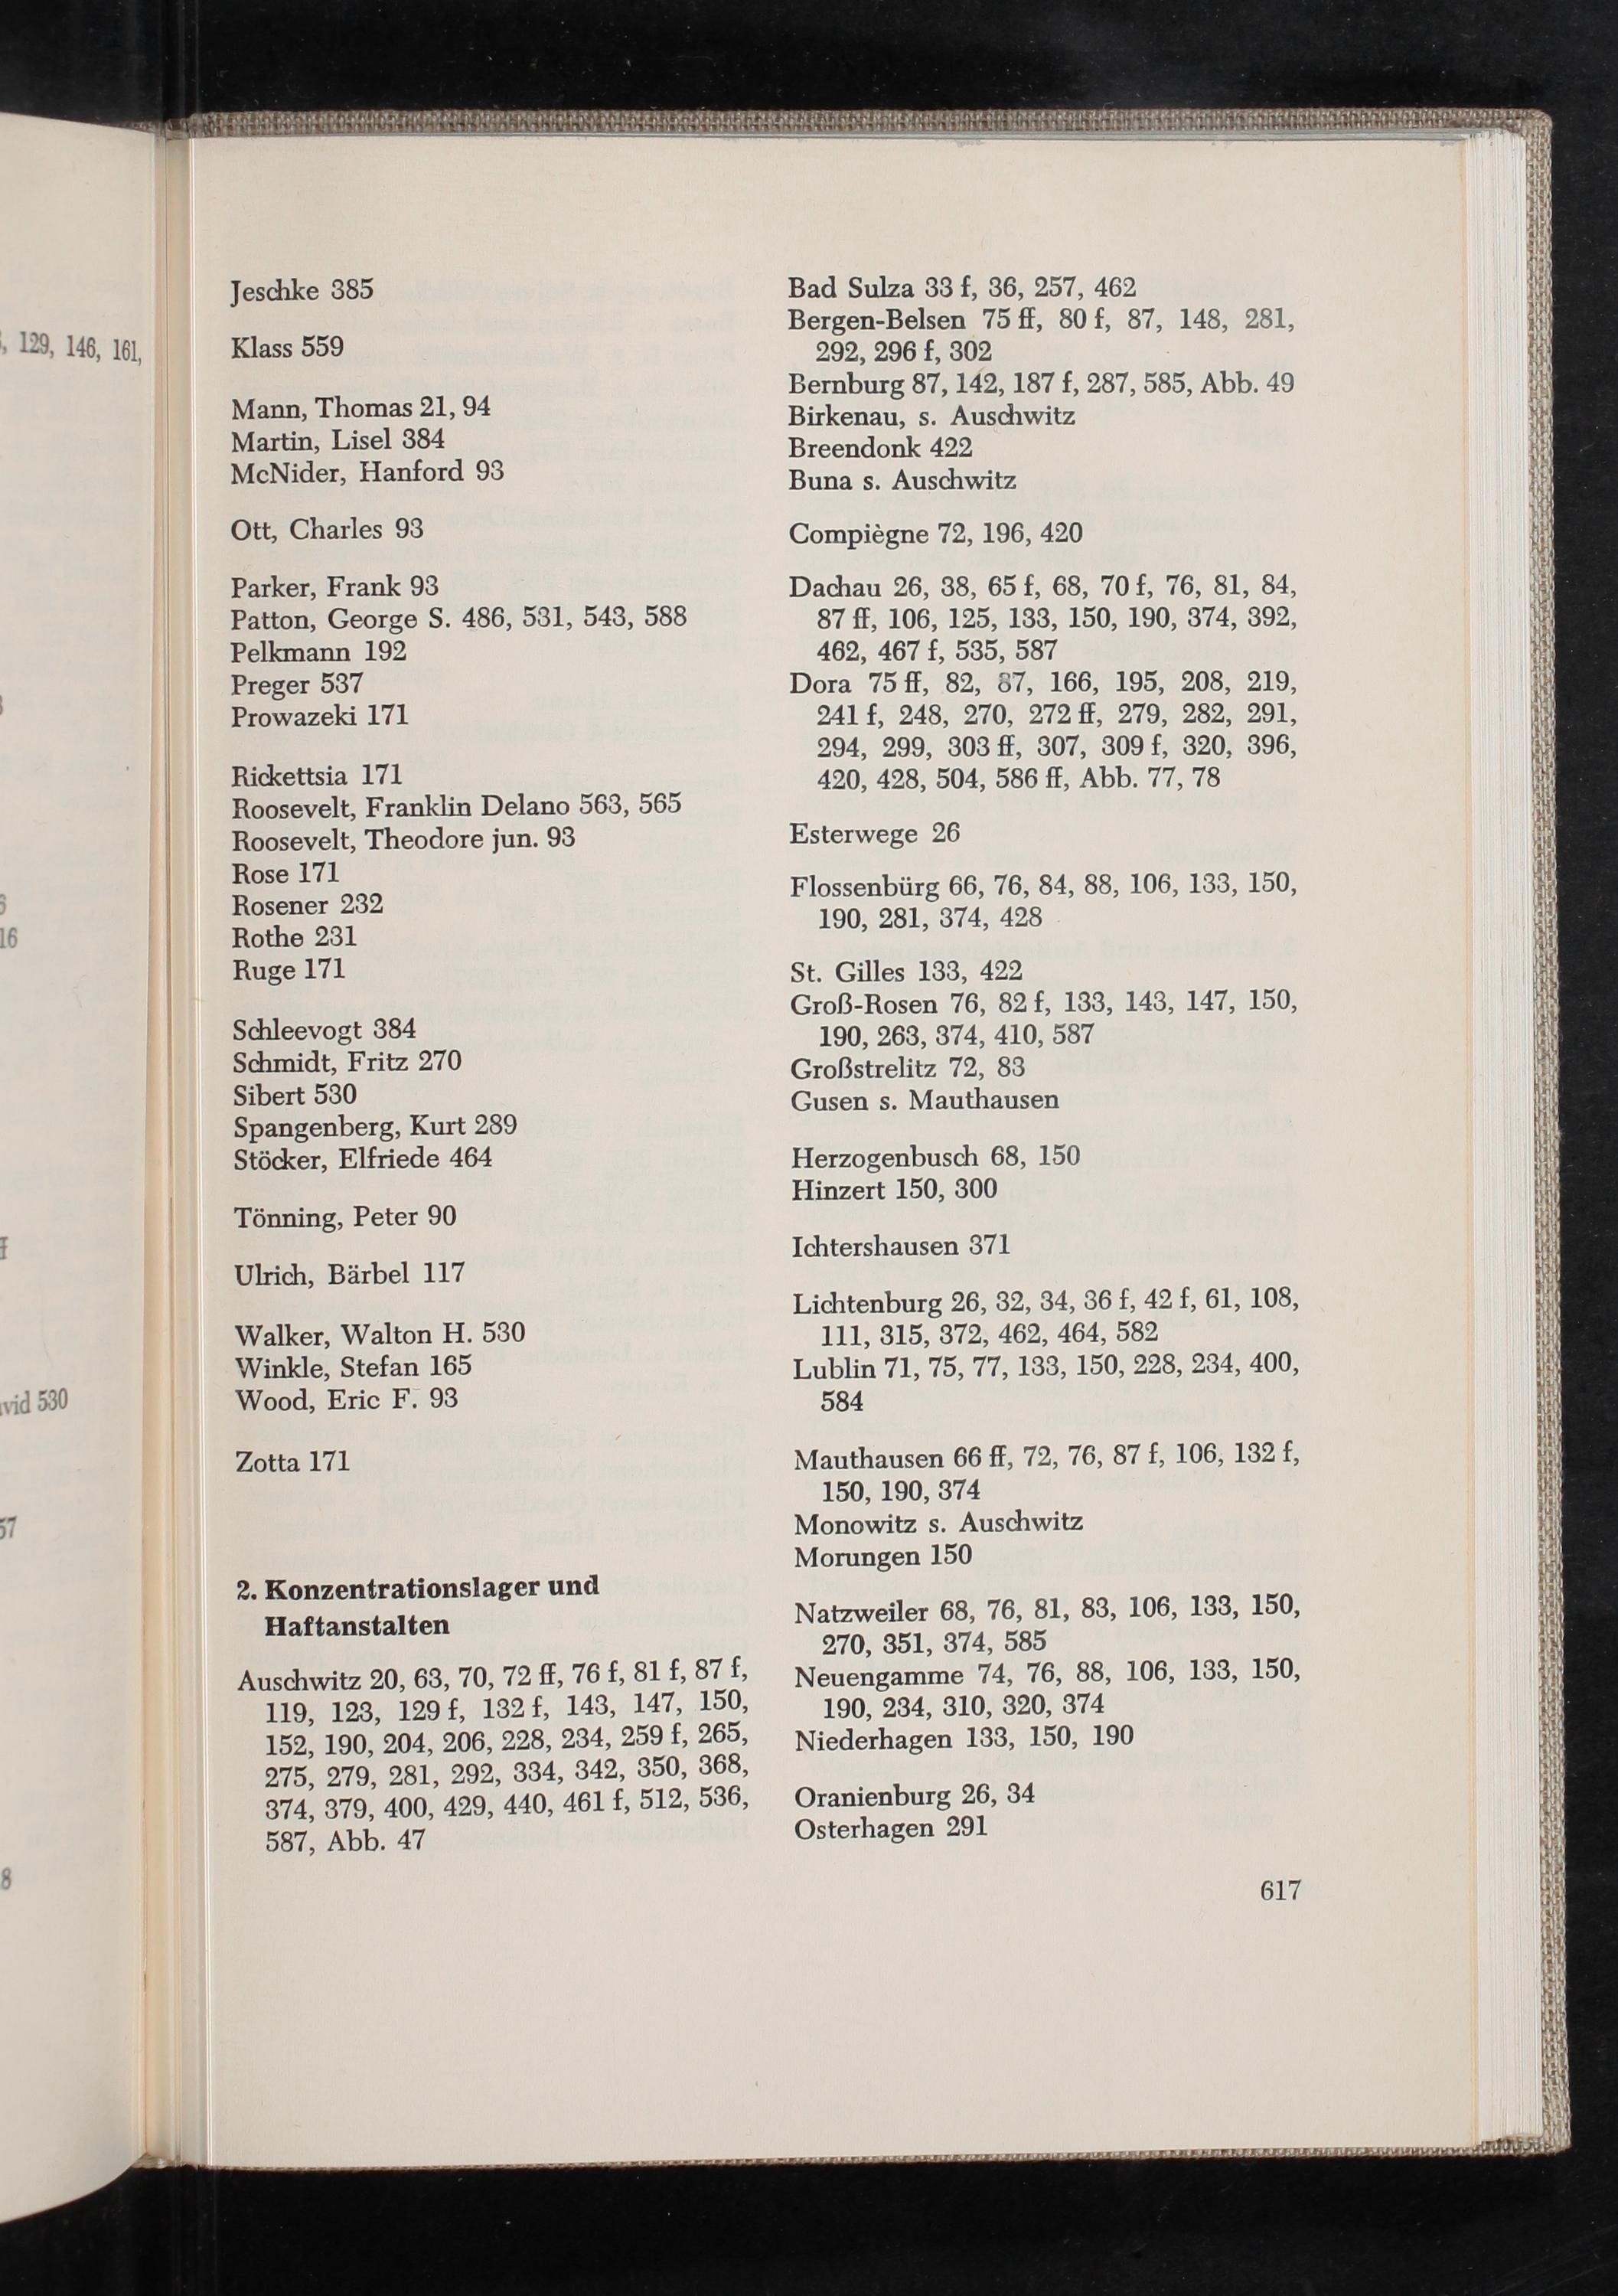 , 129, 146, 161,
16
vid 530
57
8
Jeschke 385
Klass 559
Mann, Thomas 21, 94
Martin, Lisel 384
McNider, Hanford 93
Ott, Charles 93
Parker, Frank 93
Patton, George S. 486, 531, 543, 588
Pelkmann 192
Preger 537
Prowazeki 171
Rickettsia 171
Roosevelt, Franklin Delano 563, 565
Roosevelt, Theodore jun. 93
Rose 171
Rosener 232
Rothe 231
Ruge 171
Schleevogt 384
Schmidt, Fritz 270
Sibert 530
Spangenberg, Kurt 289
Stöcker, Elfriede 464
Tönning, Peter 90
Ulrich, Bärbel 117
Walker, Walton H. 530
Winkle, Stefan 165
Wood, Eric F. 93
Zotta 171
2. Konzentrationslager und
Haftanstalten
Auschwitz 20, 63, 70, 72 ff, 76 f, 81 f, 87 f,
119, 123, 129 f, 132 f, 143, 147, 150,
152, 190, 204, 206, 228, 234, 259 f, 265,
275, 279, 281, 292, 334, 342, 350, 368,
374, 379, 400, 429, 440, 461 f, 512, 536,
587, Abb. 47
Bad Sulza 33 f, 36, 257, 462
Bergen-Belsen 75 ff, 80 f, 87, 148, 281,
292, 296 f, 302
Bernburg 87, 142, 187 f, 287, 585, Abb. 49
Birkenau, s. Auschwitz
Breendonk 422
Buna s. Auschwitz
Compiègne 72, 196, 420
Dachau 26, 38, 65 f, 68, 70 f, 76, 81, 84,
87 ff, 106, 125, 133, 150, 190, 374, 392,
462, 467 f, 535, 587
Dora 75 ff, 82, 87, 166, 195, 208, 219,
241 f, 248, 270, 272 ff, 279, 282, 291,
294, 299, 303 ff, 307, 309 f, 320, 396,
420, 428, 504, 586 ff, Abb. 77, 78
Esterwege 26
Flossenbürg 66, 76, 84, 88, 106, 133, 150,
190, 281, 374, 428
St. Gilles 133, 422
Groß-Rosen 76, 82 f, 133, 143, 147, 150,
190, 263, 374, 410, 587
Großstrelitz 72, 83
Gusen s. Mauthausen
Herzogenbusch 68, 150
Hinzert 150, 300
Ichtershausen 371
Lichtenburg 26, 32, 34, 36 f, 42 f, 61, 108,
111, 315, 372, 462, 464, 582
Lublin 71, 75, 77, 133, 150, 228, 234, 400,
584
Mauthausen 66 ff, 72, 76, 87 f, 106, 132 f,
150, 190, 374
Monowitz s. Auschwitz
Morungen 150
Natzweiler 68, 76, 81, 83, 106, 133, 150,
270, 351, 374, 585
Neuengamme 74, 76, 88, 106, 133, 150,
190, 234, 310, 320, 374
Niederhagen 133, 150, 190
Oranienburg 26, 34
Osterhagen 291
617